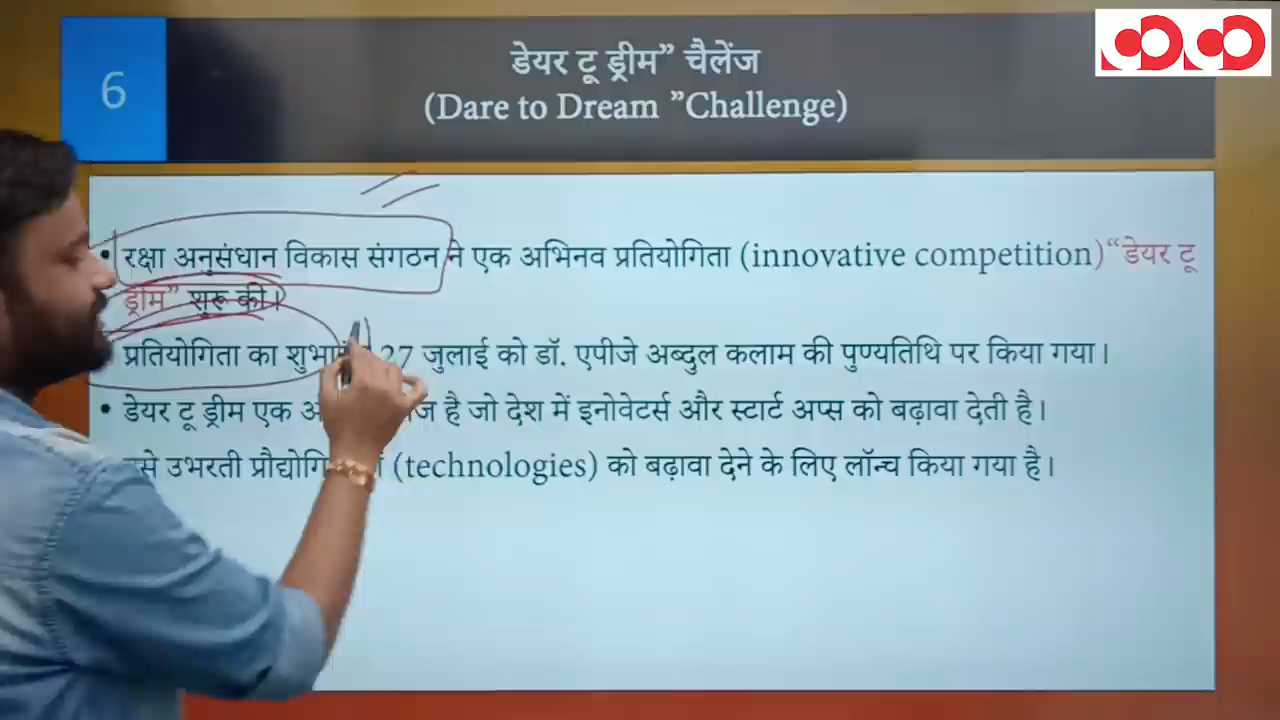 6
डेयर टू ड्रीम” चैलेंज
(Dare to Dream ”Challenge)
• रक्षा अनुसंधान विकास संगठन ने एक अभिनव प्रतियोगिता (innovative competition)“डेयर टू
ड्रीम” शुरू की।
प्रतियोगिता का 27 जुलाई को डॉ. एपीजे अब्दुल कलाम की पुण्यतिथि पर किया गया।
• डेयर टू ड्रीम एक है जो देश में इनोवेटर्स और स्टार्ट अप्स को बढ़ावा देती है।
उभरती (technologies) को बढ़ावा देने के लिए लॉन्च किया गया है।